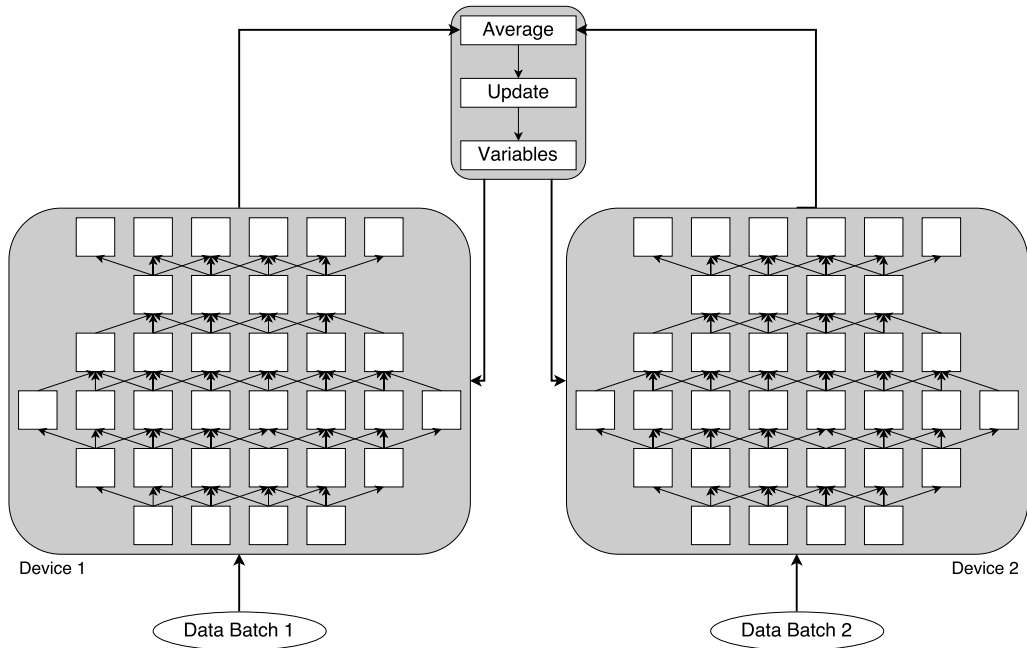 Average
Update
Variables
Device 1
Device 2
Data Batch 1
Data Batch 2